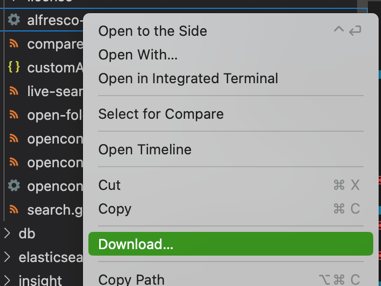 license
alfresco-
Open to the Side ^ ⏎
compare
Open With...
{} customA
Open in Integrated Terminal
live-sear
open-fol
Select for Compare
opencon
Open Timeline
opencon
opencon
Cut ⌘ X
search.g
Copy ⌘ C
> db
Download...
> elasticsea
> insight
Copy Path ⌥⌘ C